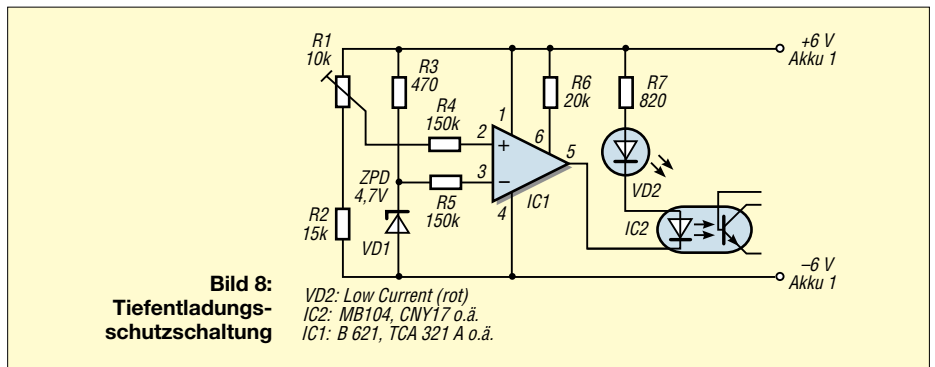 R1
10k
R3
470
R4
150k
R6
20k
R7
820
+6 V
Akku 1
1
2
+
6
5
3
–
4
IC1
ZPD
4,7V
VD1
R5
150k
R2
15k
VD2
IC2
–6 V
Akku 1
Bild 8:
Tiefentladungs-
schutzschaltung
VD2: Low Current (rot)
IC2: MB104, CNY17 o.ä.
IC1: B 621, TCA 321 A o.ä.